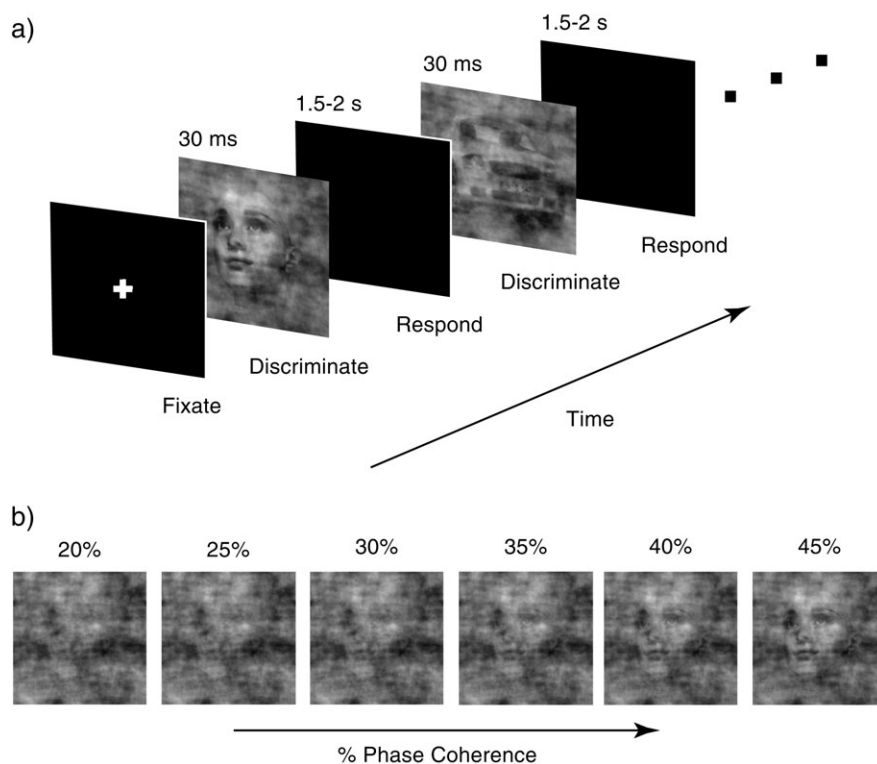 a)
1.5-2 s
30 ms
1.5-2 s
30 ms
Respond
Discriminate
Respond
Discriminate
Fixate
Time
b)
20% 25% 30% 35% 40% 45%
% Phase Coherence